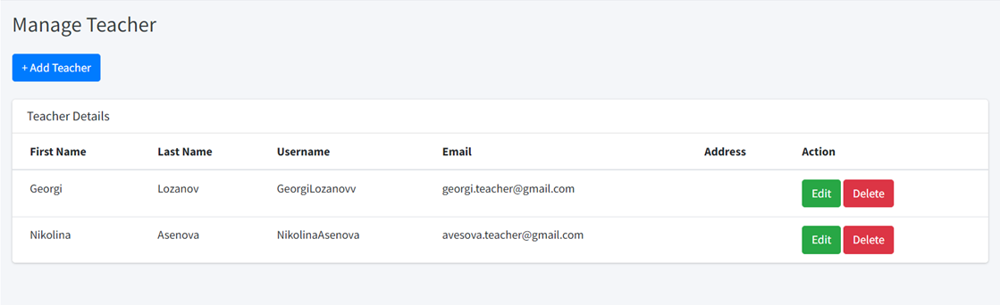 Manage Teacher
+ Add Teacher
Teacher Details
First Name Last Name Username Email Address Action
Georgi Lozanov GeorgiLozanovv georgi.teacher@gmail.com Edit Delete
Nikolina Asenova NikolinaAsenova avesova.teacher@gmail.com Edit Delete